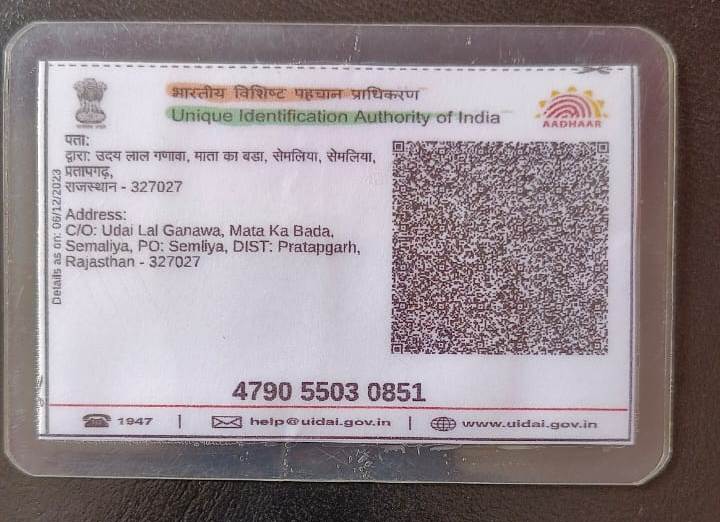 भारतीय विशिष्ट पहचान प्राधिकरण
Unique Identification Authority of India
AADHAAR
पता:
द्वारा: उदय लाल गणावा, माता का बडा, सेमलिया, सेमलिया,
प्रतापगढ़,
राजस्थान - 327027
Address:
C/O: Udai Lal Ganawa, Mata Ka Bada,
Semaliya, PO: Semliya, DIST: Pratapgarh,
Rajasthan - 327027
Details as on: 06/12/2023
4790 5503 0851
1947 | help@uidai.gov.in | www.uidai.gov.in